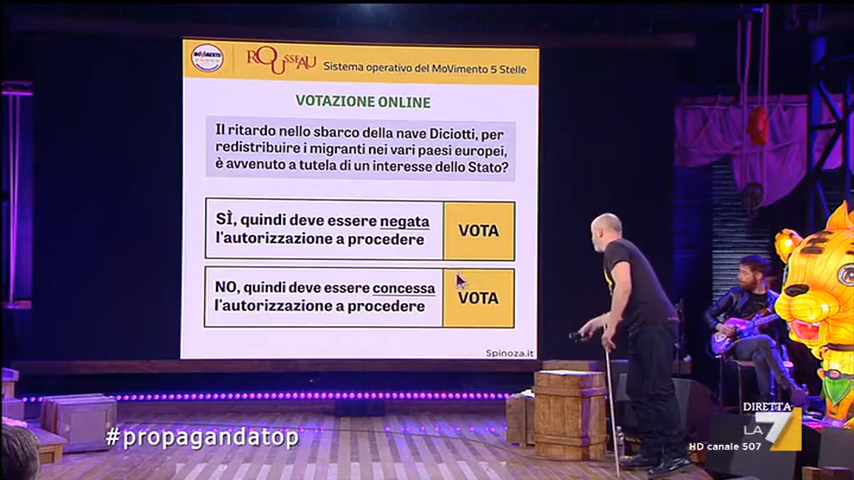 MOVIMENTO
ROUSSEAU
Sistema operativo del MoVimento 5 Stelle
VOTAZIONE ONLINE
Il ritardo nello sbarco della nave Diciotti, per
redistribuire i migranti nei vari paesi europei,
è avvenuto a tutela di un interesse dello Stato?
SÌ, quindi deve essere negata
l'autorizzazione a procedere
VOTA
NO, quindi deve essere concessa
l'autorizzazione a procedere
VOTA
Spinoza.it
#propagandatop
DIRETTA
LA7
HD canale 507